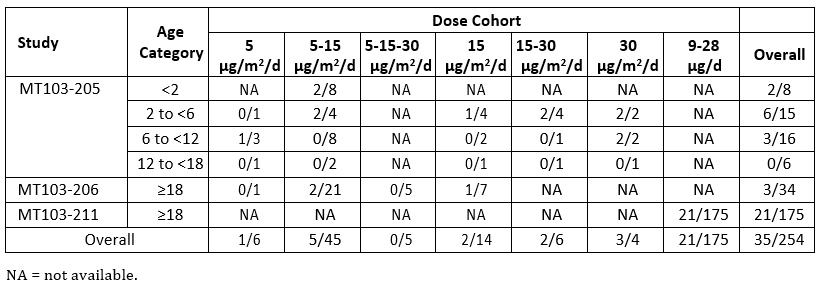 Study Age Category Dose Cohort
5 µg/m²/d 5-15 µg/m²/d 5-15-30 µg/m²/d 15 µg/m²/d 15-30 µg/m²/d 30 µg/m²/d 9-28 µg/d Overall
MT103-205 <2 NA 2/8 NA NA NA NA NA 2/8
2 to <6 0/1 2/4 NA 1/4 2/4 2/2 NA 6/15
6 to <12 1/3 0/8 NA 0/2 0/1 2/2 NA 3/16
12 to <18 0/1 0/2 NA 0/1 0/1 0/1 NA 0/6
MT103-206 ≥18 0/1 2/21 0/5 1/7 NA NA NA 3/34
MT103-211 ≥18 NA NA NA NA NA NA 21/175 21/175
Overall 1/6 5/45 0/5 2/14 2/6 3/4 21/175 35/254
NA = not available.